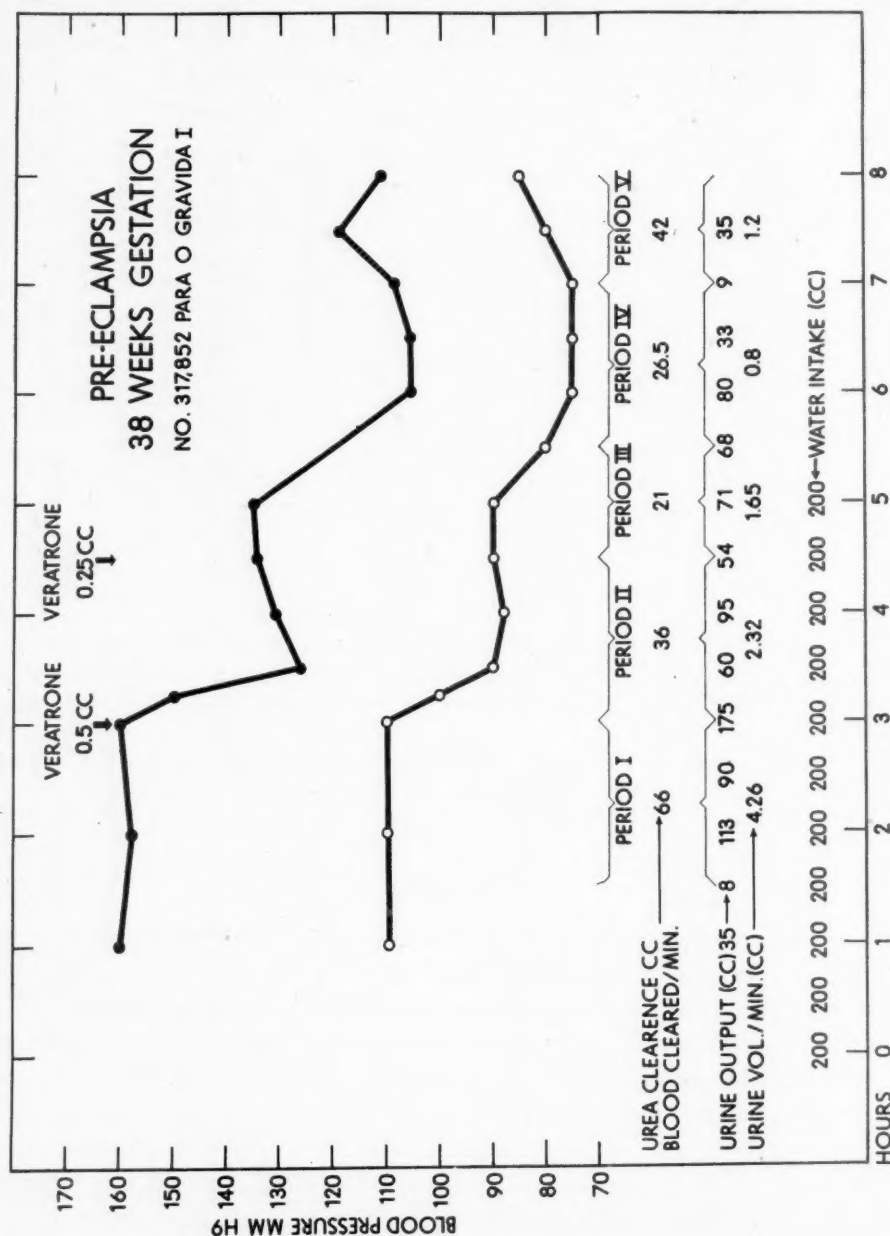 PRE-ECLAMPSIA
38 WEEKS GESTATION
NO. 317,852 PARA O GRAVIDA I
VERATRONE
0.5 CC
VERATRONE
0.25 CC
BLOOD PRESSURE MM H9
170
160
150
140
130
120
110
100
90
80
70
PERIOD I PERIOD II PERIOD III PERIOD IV PERIOD V
UREA CLEARENCE CC
BLOOD CLEARED/MIN. 66 36 21 26.5 42
URINE OUTPUT (CC) 35 8 113 90 175 60 95 54 71 68 80 33 9 35
URINE VOL./MIN. (CC) 4.26 2.32 1.65 0.8 1.2
200 200 200 200 200 200 200 200 200 200 200 WATER INTAKE (CC)
HOURS 0 1 2 3 4 5 6 7 8